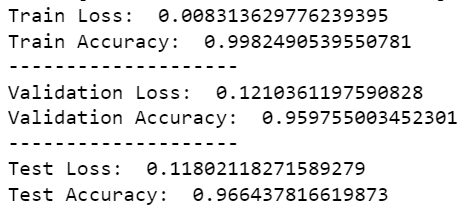 Train Loss:  0.008313629776239395
Train Accuracy:  0.9982490539550781
--------------------
Validation Loss:  0.1210361197590828
Validation Accuracy:  0.959755003452301
--------------------
Test Loss:  0.11802118271589279
Test Accuracy:  0.966437816619873